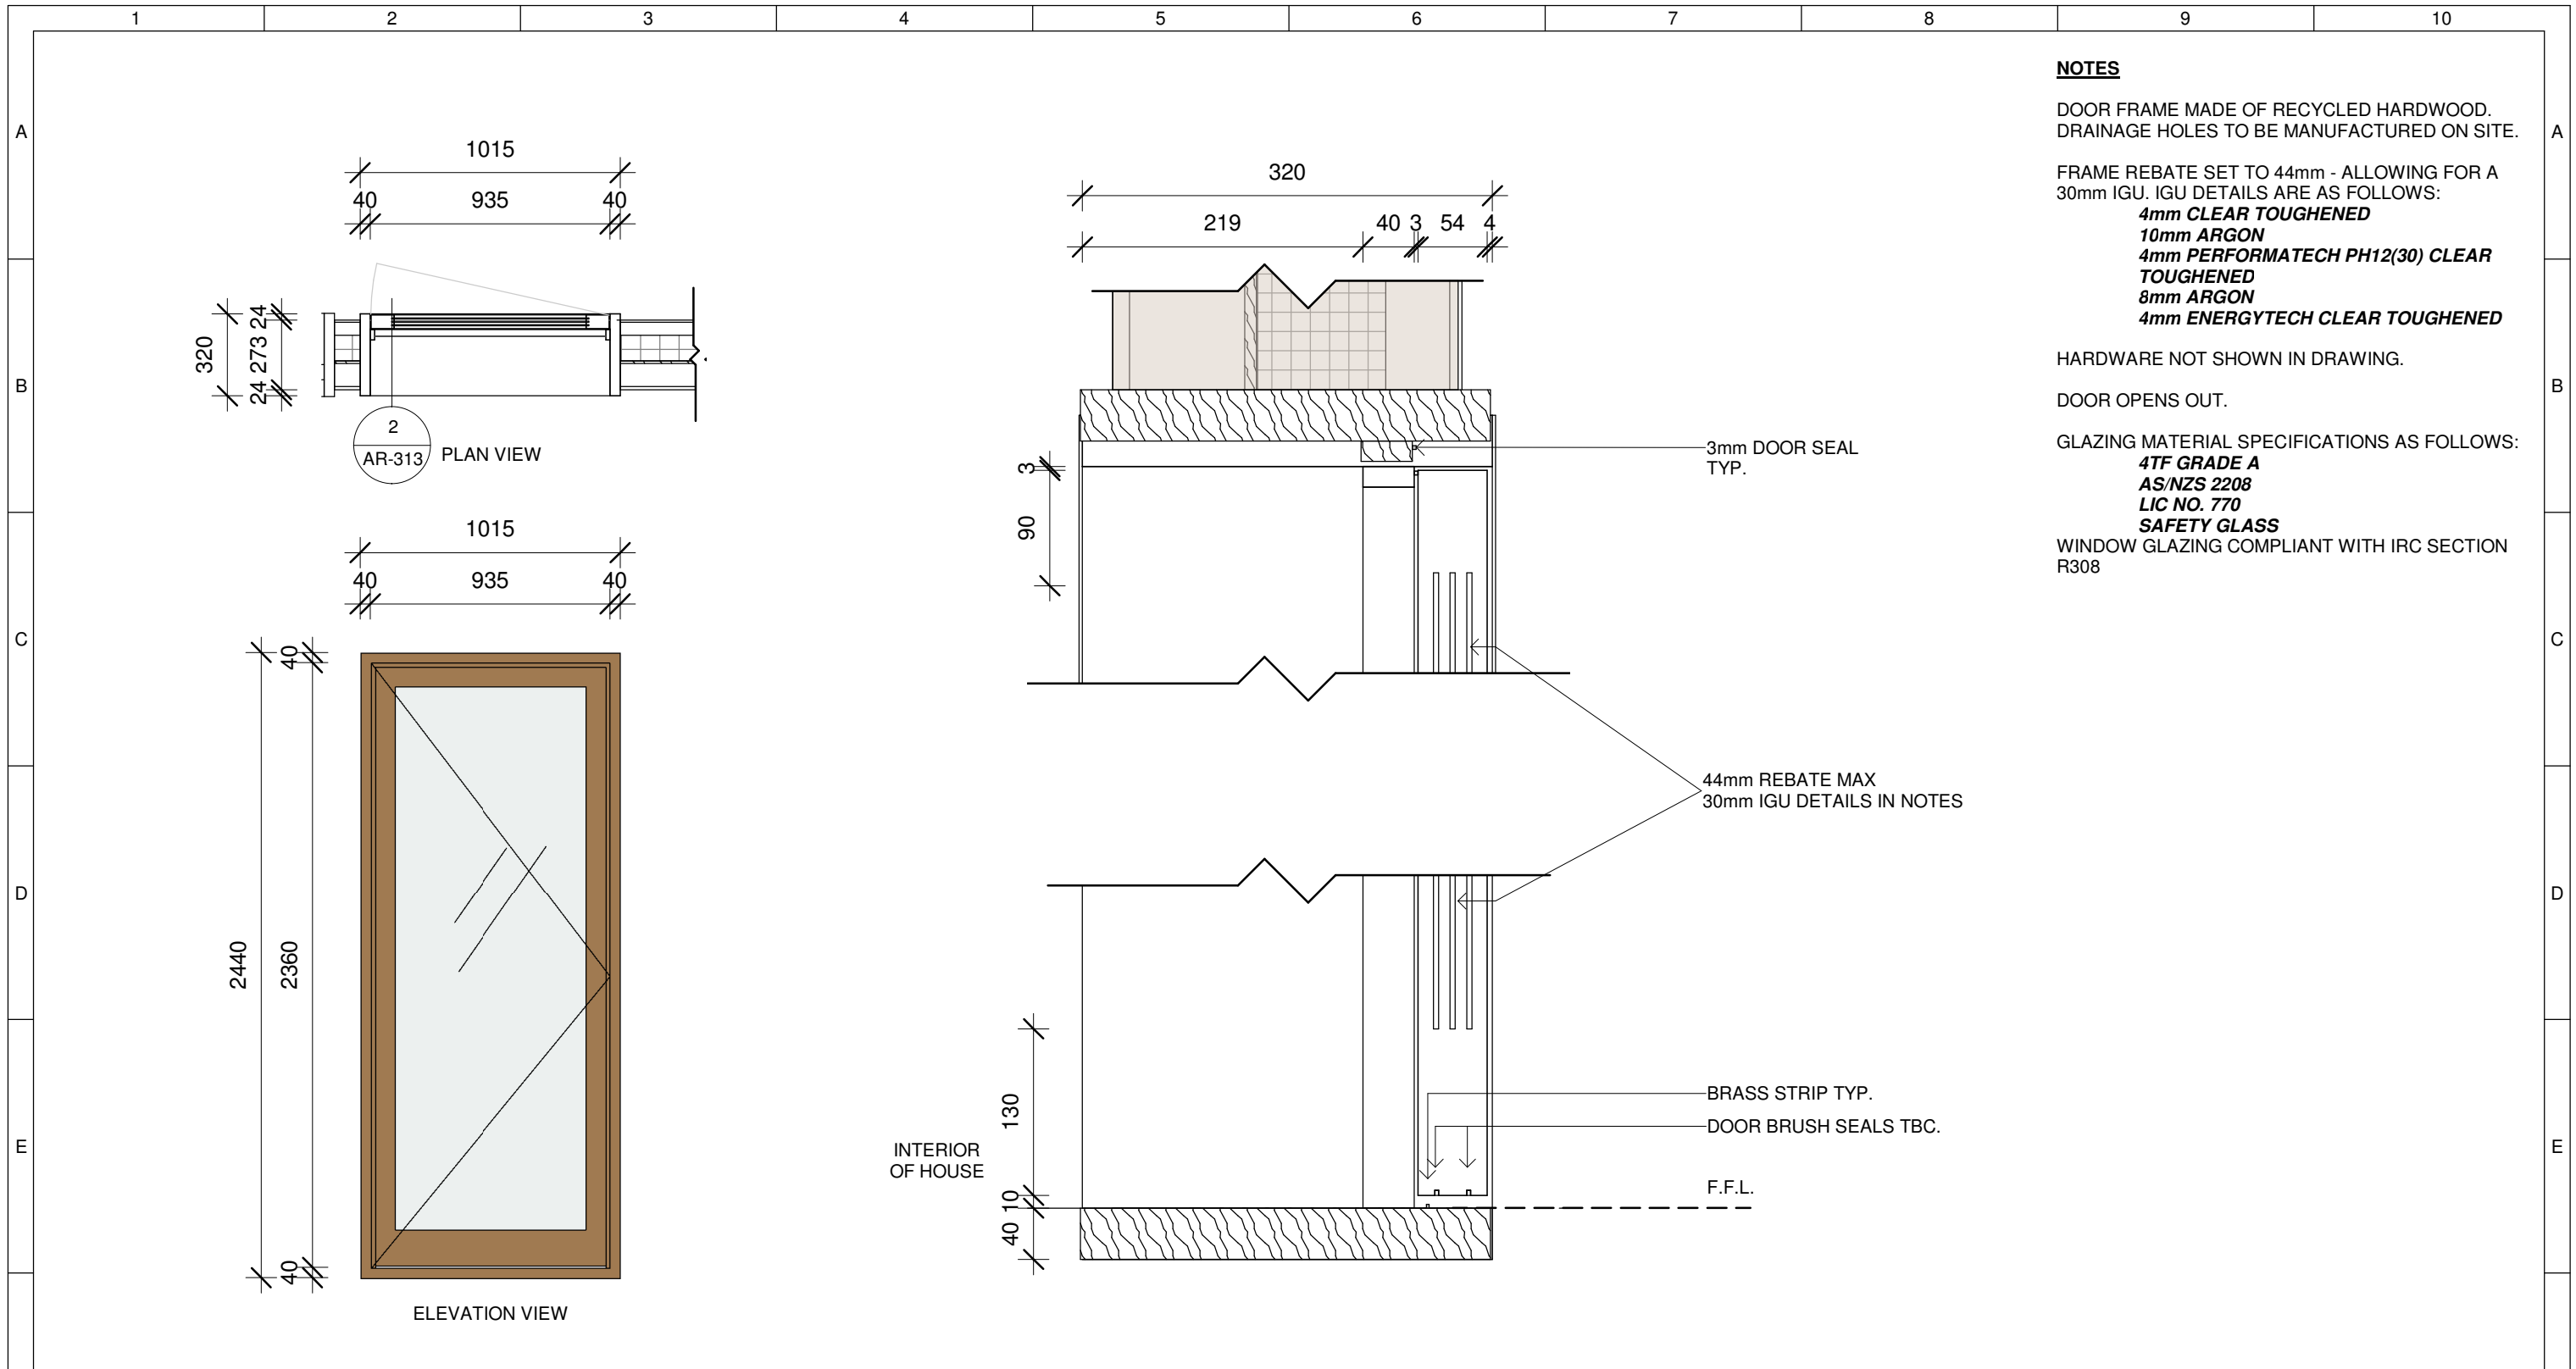 1 2 3 4 5 6 7 8 9 10
A
B
C
D
E
A
B
C
D
E
1015
40 935 40
320
24
273
24
2
AR-313
PLAN VIEW
1015
40 935 40
2440
40
2360
40
ELEVATION VIEW
320
219 40 3 54 4
3
90
3mm DOOR SEAL
TYP.
44mm REBATE MAX
30mm IGU DETAILS IN NOTES
130
10
40
INTERIOR
OF HOUSE
BRASS STRIP TYP.
DOOR BRUSH SEALS TBC.
F.F.L.
NOTES
DOOR FRAME MADE OF RECYCLED HARDWOOD.
DRAINAGE HOLES TO BE MANUFACTURED ON SITE.
FRAME REBATE SET TO 44mm - ALLOWING FOR A
30mm IGU. IGU DETAILS ARE AS FOLLOWS:
4mm CLEAR TOUGHENED
10mm ARGON
4mm PERFORMATECH PH12(30) CLEAR
TOUGHENED
8mm ARGON
4mm ENERGYTECH CLEAR TOUGHENED
HARDWARE NOT SHOWN IN DRAWING.
DOOR OPENS OUT.
GLAZING MATERIAL SPECIFICATIONS AS FOLLOWS:
4TF GRADE A
AS/NZS 2208
LIC NO. 770
SAFETY GLASS
WINDOW GLAZING COMPLIANT WITH IRC SECTION
R308